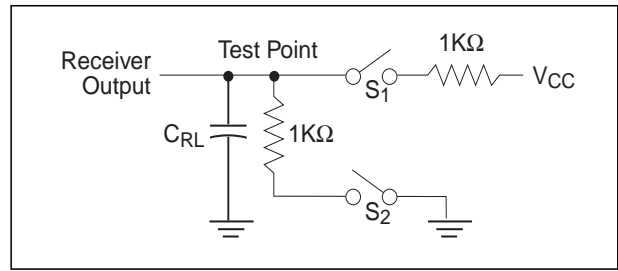 Receiver
Output
Test Point
1KΩ
S1
VCC
CRL
1KΩ
S2